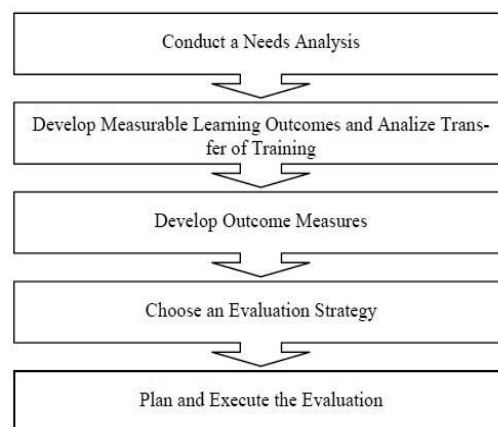 Conduct a Needs Analysis
Develop Measurable Learning Outcomes and Analize Trans-
fer of Training
Develop Outcome Measures
Choose an Evaluation Strategy
Plan and Execute the Evaluation